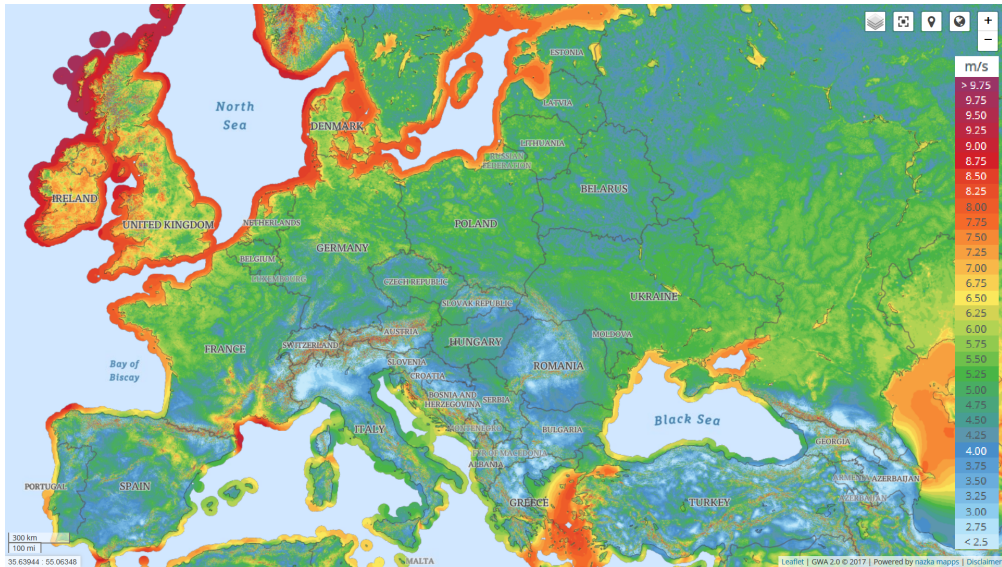 +
−
m/s
> 9.75
9.75
9.50
9.25
9.00
8.75
8.50
8.25
8.00
7.75
7.50
7.25
7.00
6.75
6.50
6.25
6.00
5.75
5.50
5.25
5.00
4.75
4.50
4.25
4.00
3.75
3.50
3.25
3.00
2.75
< 2.5
ESTONIA
North
Sea
LATVIA
DENMARK
LITHUANIA
RUSSIAN
FEDERATION
BELARUS
IRELAND
UNITED KINGDOM
NETHERLANDS
POLAND
GERMANY
BELGIUM
LUXEMBOURG
CZECH REPUBLIC
UKRAINE
SLOVAK REPUBLIC
AUSTRIA
MOLDOVA
SWITZERLAND
HUNGARY
FRANCE
Bay of
Biscay
SLOVENIA
ROMANIA
CROATIA
BOSNIA AND
HERZEGOVINA
SERBIA
Black Sea
ITALY
BULGARIA
GEORGIA
ALBANIA
ARMENIA
AZERBAIJAN
AZERBAIJAN
PORTUGAL
SPAIN
GREECE
TURKEY
MALTA
300 km
100 mi
35.63944 : 55.06348
Leaflet | GWA 2.0 © 2017 | Powered by nazka mapps | Disclaimer